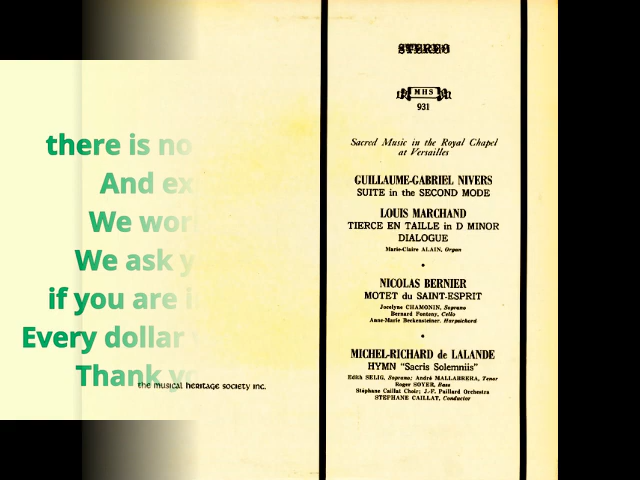 there is no
And ex
We wor
We ask y
if you are i
Every dollar
Thank yo
the musical heritage society inc.
STEREO
MHS
931
Sacred Music in the Royal Chapel
at Versailles
GUILLAUME-GABRIEL NIVERS
SUITE in the SECOND MODE
LOUIS MARCHAND
TIERCE EN TAILLE in D MINOR
DIALOGUE
Marie-Claire ALAIN, Organ
NICOLAS BERNIER
MOTET du SAINT-ESPRIT
Jocelyne CHAMONIN, Soprano
Bernard Fonteny, Cello
Anne-Marie Beckensteiner, Harpsichord
MICHEL-RICHARD de LALANDE
HYMN "Sacris Solemniis"
Edith SELIG, Soprano; André MALLABRERA, Tenor
Roger SOYER, Bass
Stéphane Caillat Choir; J.-F. Paillard Orchestra
STEPHANE CAILLAT, Conductor